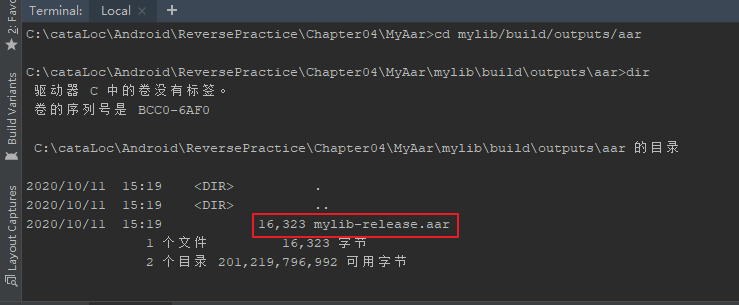 Terminal: Local × +
C:\cataLoc\Android\ReversePractice\Chapter04\MyAar>cd mylib/build/outputs/aar
C:\cataLoc\Android\ReversePractice\Chapter04\MyAar\mylib\build\outputs\aar>dir
驱动器 C 中的卷没有标签。
卷的序列号是 BCC0-6AF0
C:\cataLoc\Android\ReversePractice\Chapter04\MyAar\mylib\build\outputs\aar 的目录
2020/10/11 15:19 <DIR> .
2020/10/11 15:19 <DIR> ..
2020/10/11 15:19 16,323 mylib-release.aar
1 个文件 16,323 字节
2 个目录 201,219,796,992 可用字节
Build Variants
Layout Captures